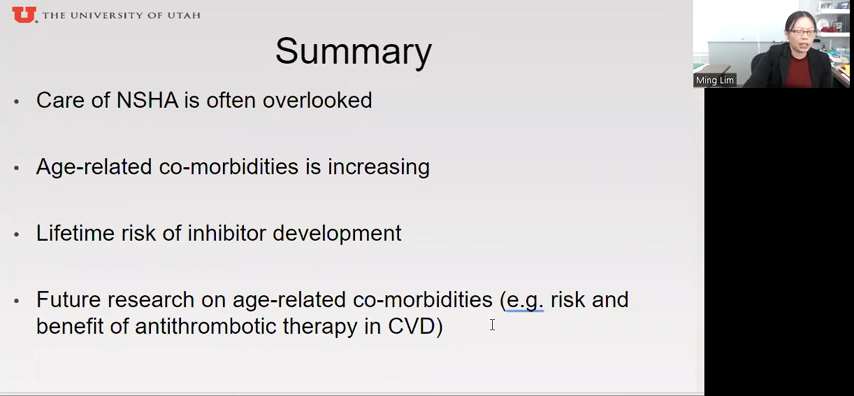 THE UNIVERSITY OF UTAH
Summary
• Care of NSHA is often overlooked
• Age-related co-morbidities is increasing
• Lifetime risk of inhibitor development
• Future research on age-related co-morbidities (e.g. risk and
benefit of antithrombotic therapy in CVD)
Ming Lim